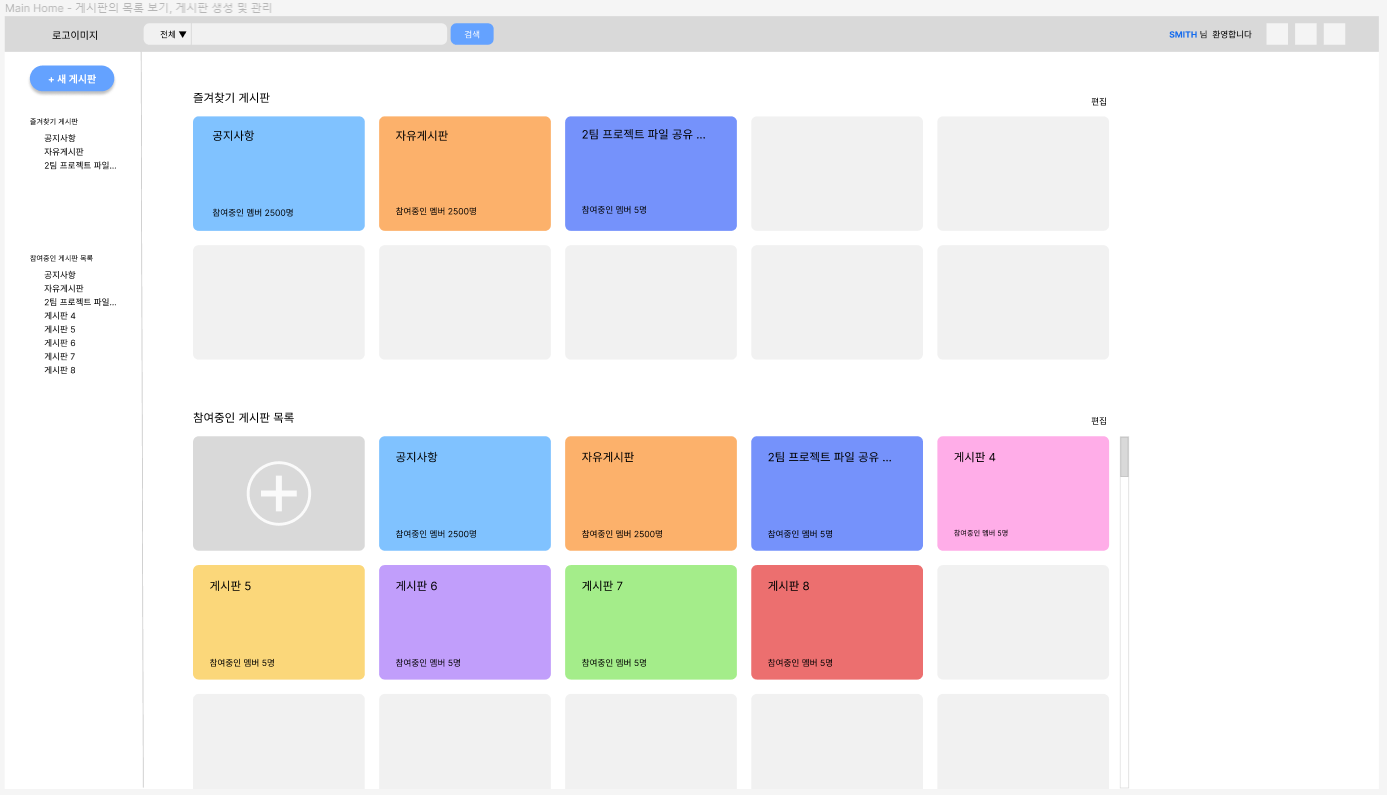 Main Home - 게시판의 목록 보기, 게시판 생성 및 관리
로고이미지
전체 ▼
검색
SMITH 님 환영합니다
+ 새 게시판
즐겨찾기 게시판
공지사항
자유게시판
2팀 프로젝트 파일...
참여중인 게시판 목록
공지사항
자유게시판
2팀 프로젝트 파일...
게시판 4
게시판 5
게시판 6
게시판 7
게시판 8
즐겨찾기 게시판
편집
공지사항
참여중인 멤버 2500명
자유게시판
참여중인 멤버 2500명
2팀 프로젝트 파일 공유 ...
참여중인 멤버 5명
참여중인 게시판 목록
편집
공지사항
참여중인 멤버 2500명
자유게시판
참여중인 멤버 2500명
2팀 프로젝트 파일 공유 ...
참여중인 멤버 5명
게시판 4
참여중인 멤버 5명
게시판 5
참여중인 멤버 5명
게시판 6
참여중인 멤버 5명
게시판 7
참여중인 멤버 5명
게시판 8
참여중인 멤버 5명